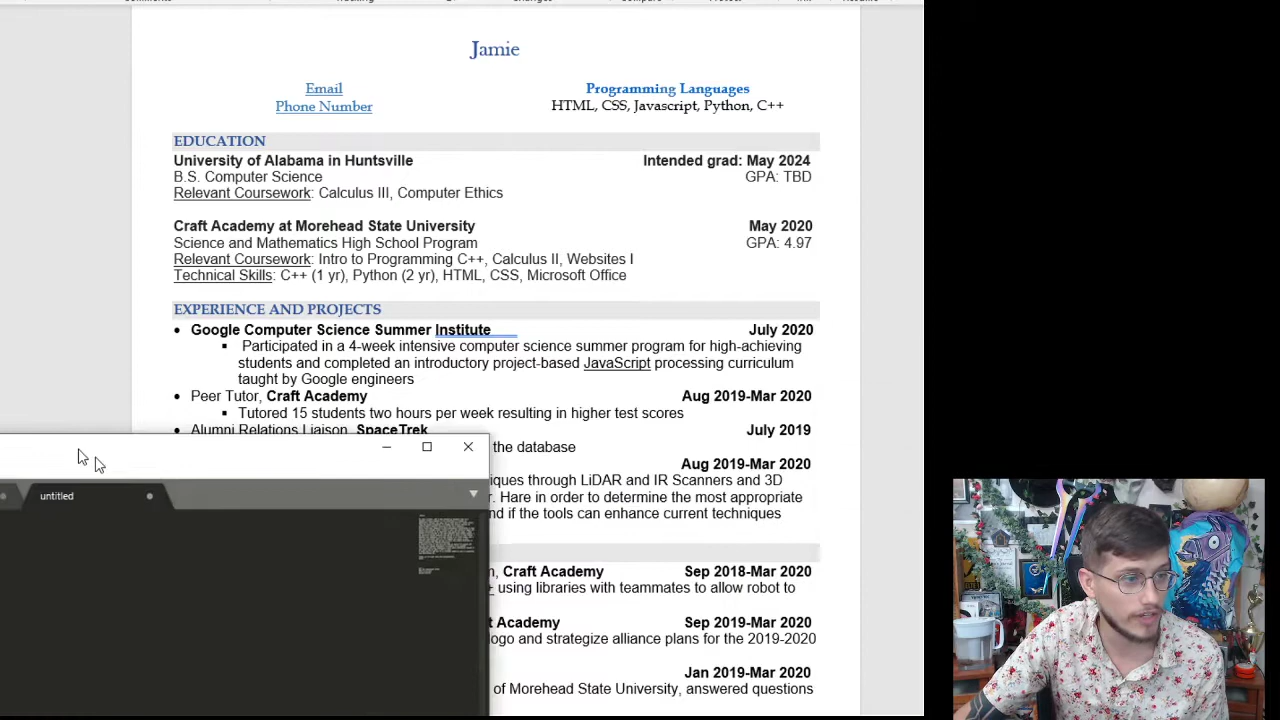 Jamie
Email
Programming Languages
Phone Number
HTML, CSS, Javascript, Python, C++
EDUCATION
University of Alabama in Huntsville Intended grad: May 2024
B.S. Computer Science GPA: TBD
Relevant Coursework: Calculus III, Computer Ethics
Craft Academy at Morehead State University May 2020
Science and Mathematics High School Program GPA: 4.97
Relevant Coursework: Intro to Programming C++, Calculus II, Websites I
Technical Skills: C++ (1 yr), Python (2 yr), HTML, CSS, Microsoft Office
EXPERIENCE AND PROJECTS
• Google Computer Science Summer Institute July 2020
▪ Participated in a 4-week intensive computer science summer program for high-achieving
students and completed an introductory project-based JavaScript processing curriculum
taught by Google engineers
• Peer Tutor, Craft Academy Aug 2019-Mar 2020
▪ Tutored 15 students two hours per week resulting in higher test scores
• Alumni Relations Liaison, SpaceTrek July 2019
the database
Aug 2019-Mar 2020
iques through LiDAR and IR Scanners and 3D
r. Hare in order to determine the most appropriate
nd if the tools can enhance current techniques
untitled
Craft Academy Sep 2018-Mar 2020
using libraries with teammates to allow robot to
t Academy Sep 2019-Mar 2020
logo and strategize alliance plans for the 2019-2020
Jan 2019-Mar 2020
of Morehead State University, answered questions